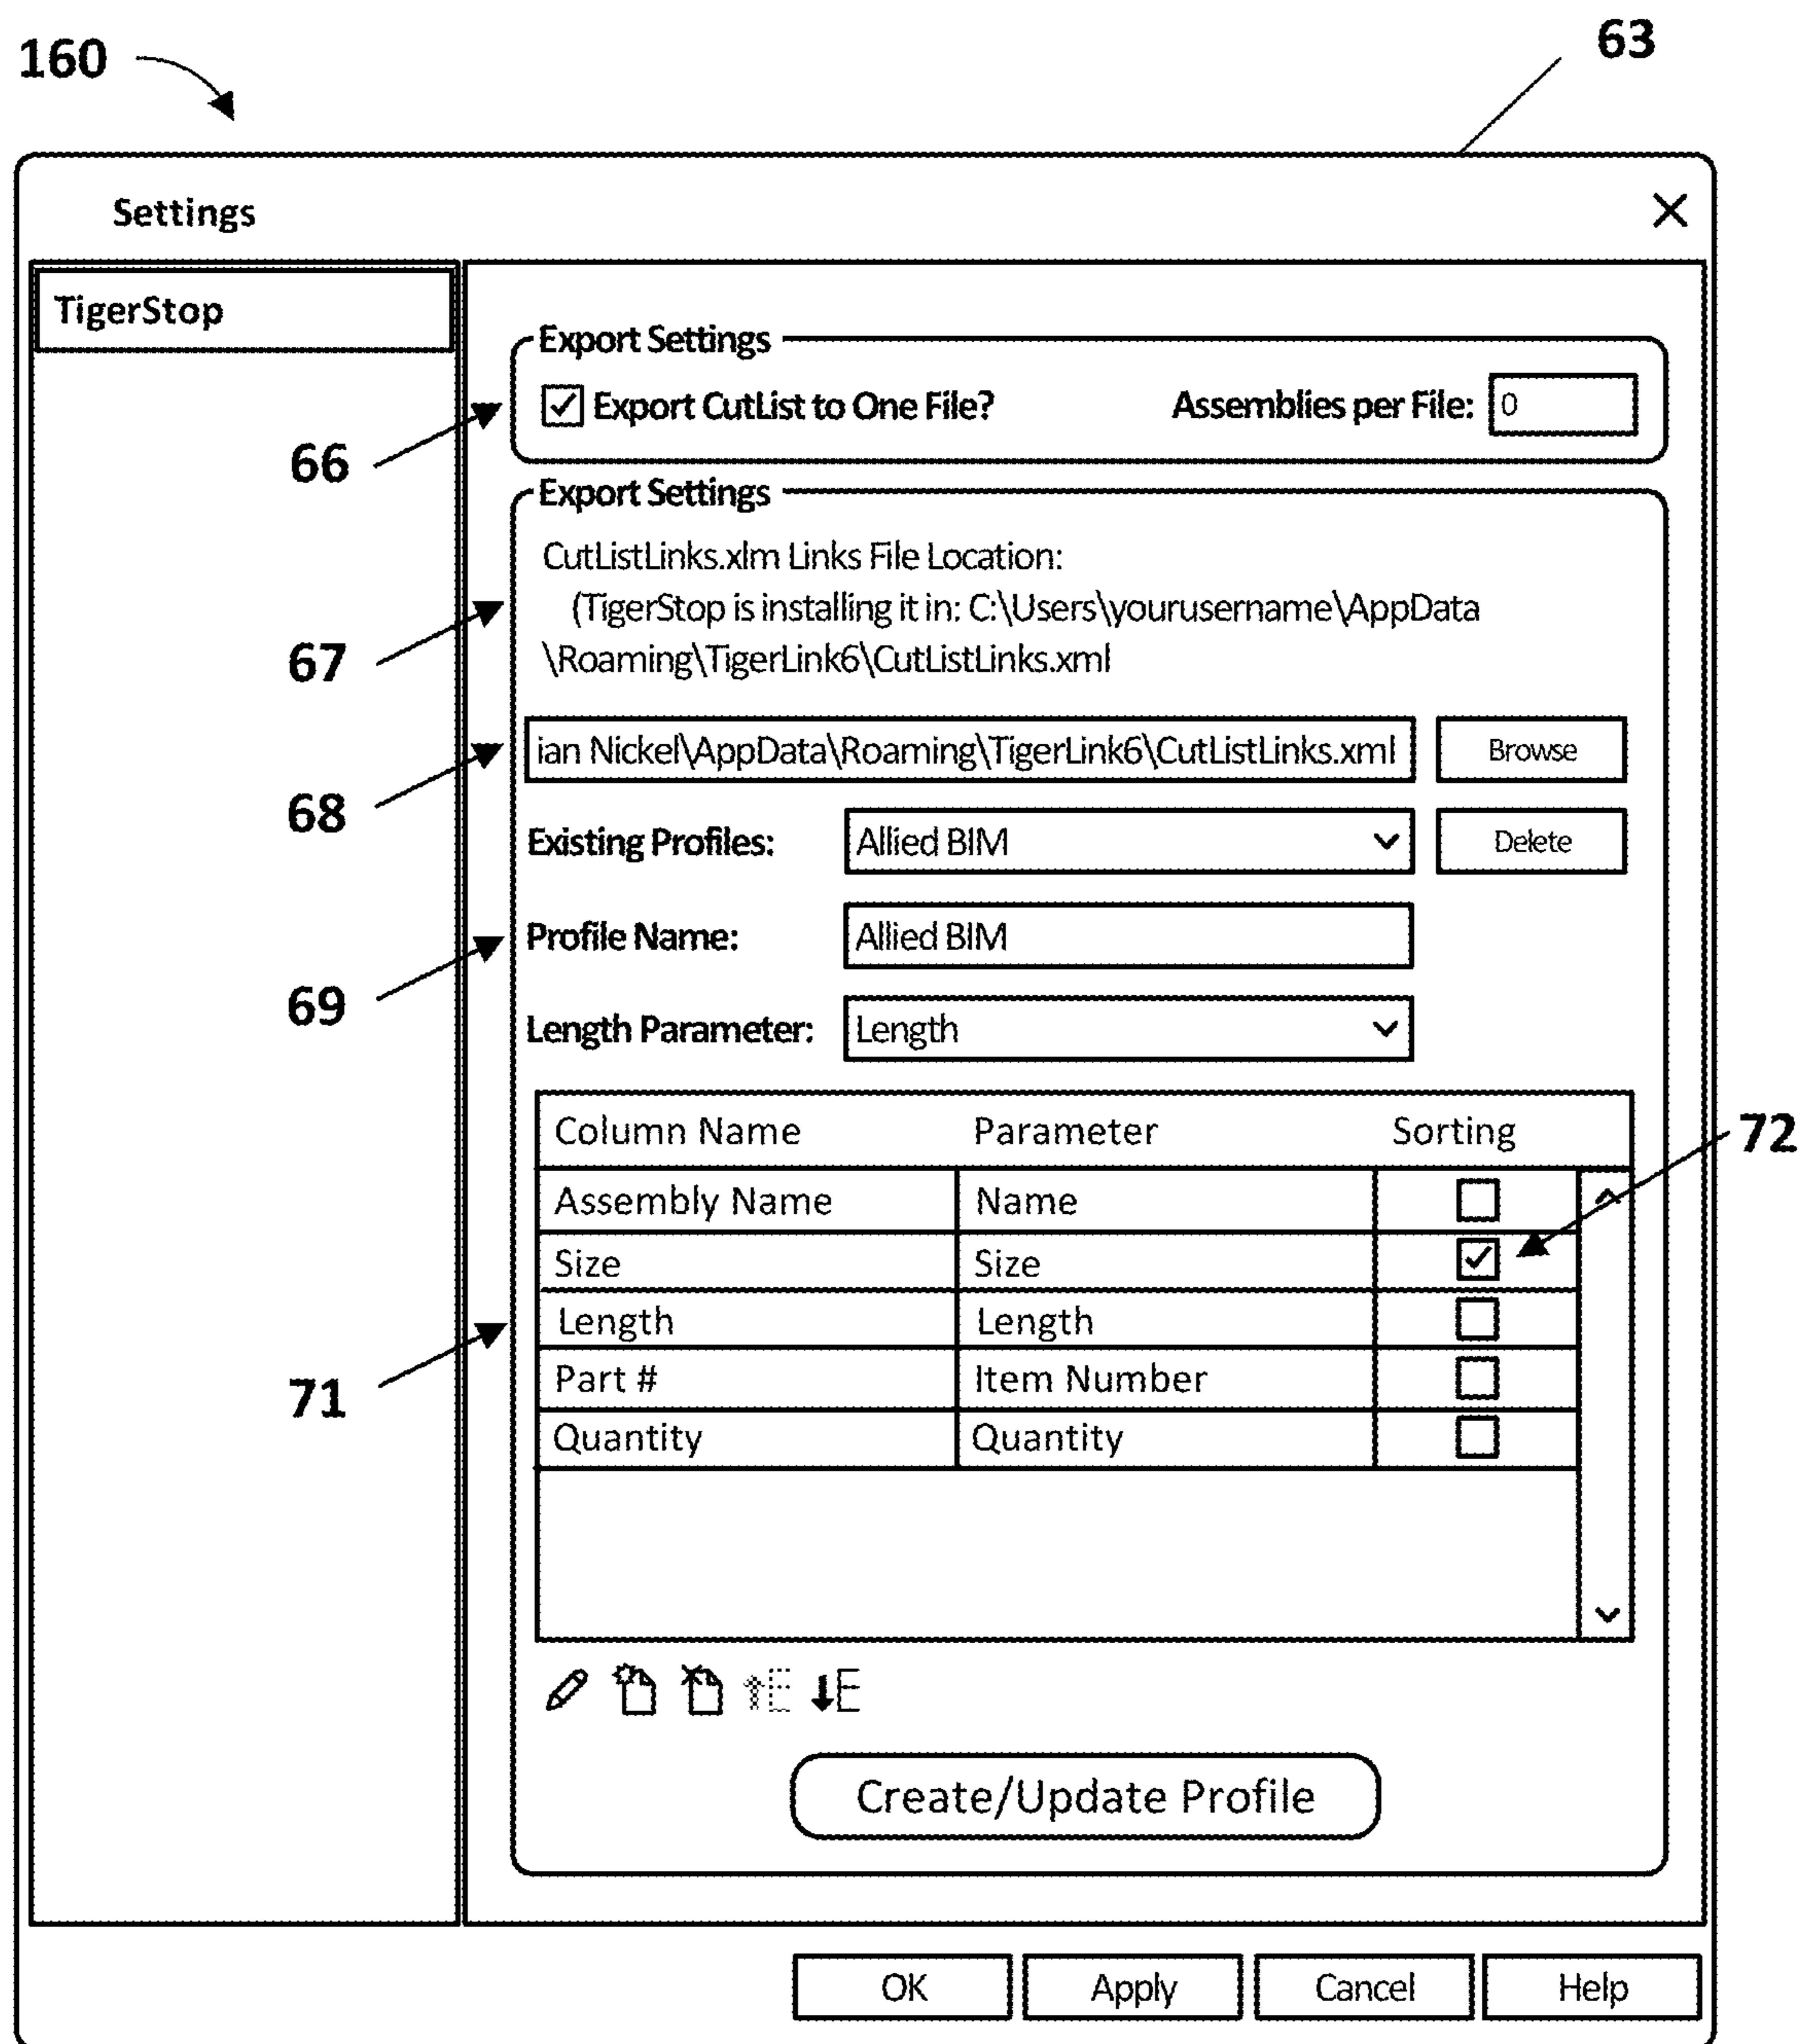 160
63
Settings
TigerStop
Export Settings
Export CutList to One File? Assemblies per File: 0
66
Export Settings
CutListLinks.xlm Links File Location:
(TigerStop is installing it in: C:\Users\yourusername\AppData
\Roaming\TigerLink6\CutListLinks.xml
67
ian Nickel\AppData\Roaming\TigerLink6\CutListLinks.xml Browse
68
Existing Profiles: Allied BIM Delete
Profile Name: Allied BIM
69
Length Parameter: Length
Column Name Parameter Sorting
72
Assembly Name Name
Size Size
Length Length
71
Part # Item Number
Quantity Quantity
Create/Update Profile
OK Apply Cancel Help